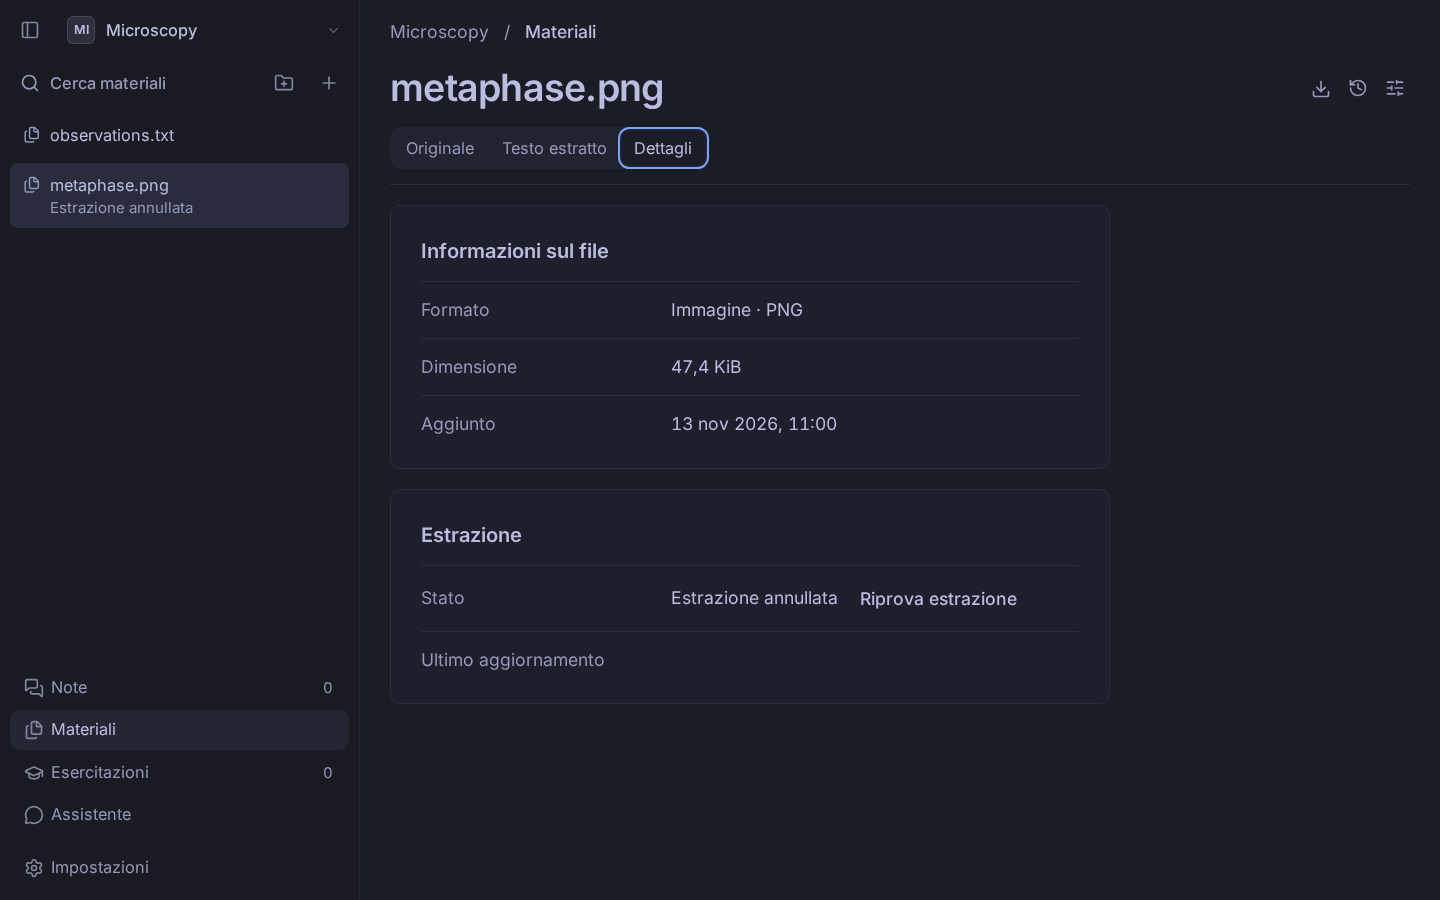 MI Microscopy
Cerca materiali
observations.txt
metaphase.png
Estrazione annullata
Note 0
Materiali
Esercitazioni 0
Assistente
Impostazioni
Microscopy / Materiali
metaphase.png
Originale Testo estratto Dettagli
Informazioni sul file
Formato Immagine · PNG
Dimensione 47,4 KiB
Aggiunto 13 nov 2026, 11:00
Estrazione
Stato Estrazione annullata Riprova estrazione
Ultimo aggiornamento